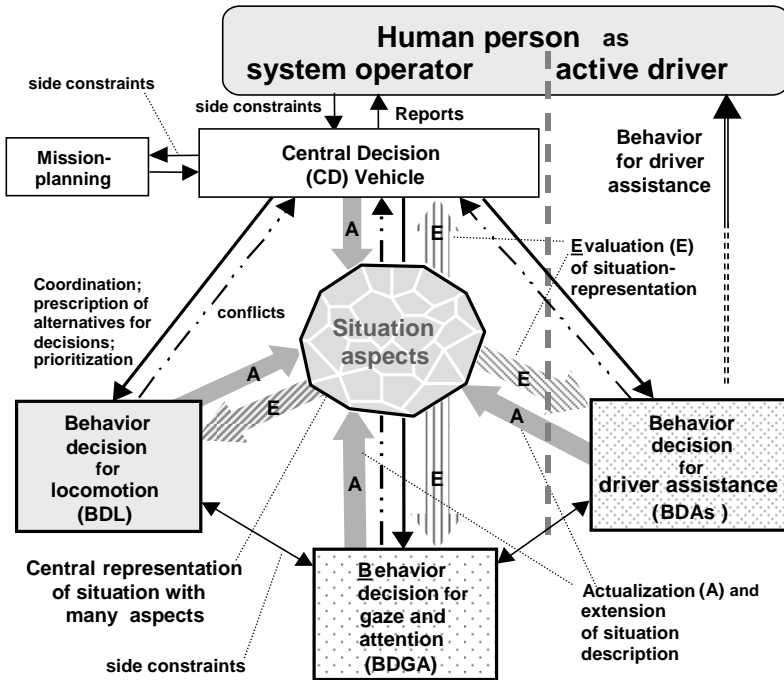 Human person as
system operator active driver
side constraints
side constraints
Reports
Mission-
planning
Central Decision
(CD) Vehicle
Behavior
for driver
assistance
A
E
Evaluation (E)
of situation-
representation
Coordination;
prescription of
alternatives for
decisions;
prioritization
conflicts
Situation
aspects
A
E
E
A
Behavior
decision
for
locomotion
(BDL)
A
E
Behavior
decision
for
driver assistance
(BDAs )
Central representation
of situation with
many aspects
side constraints
Behavior
decision for
gaze and
attention
(BDGA)
Actualization (A) and
extension
of situation
description